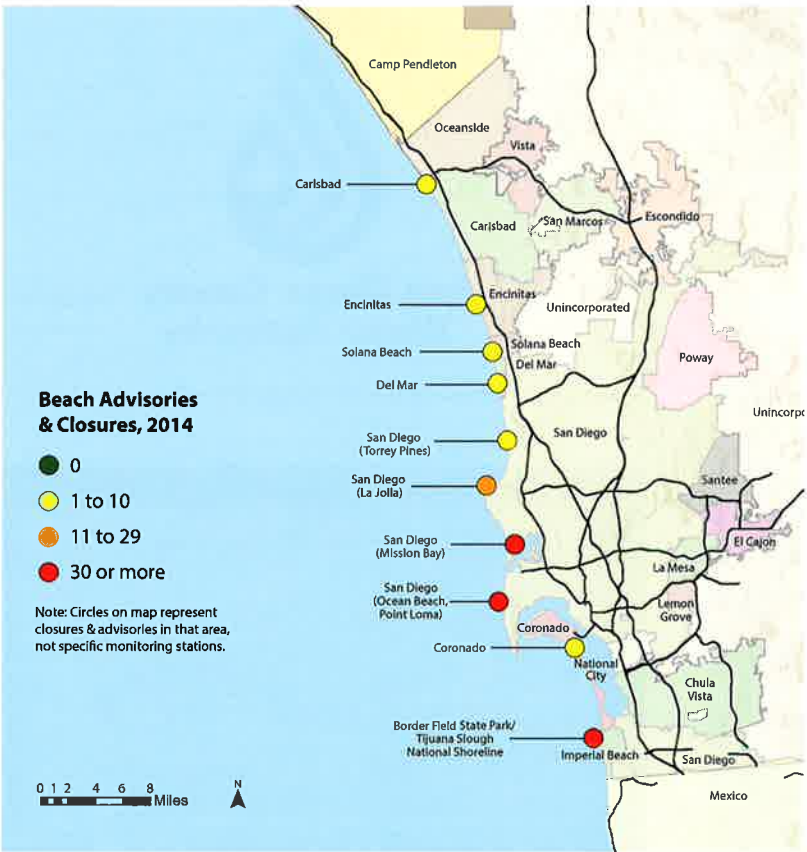 Camp Pendleton
Oceanside
Vista
Carlsbad
Carlsbad
San Marcos
Escondido
Encinitas
Encinitas
Unincorporated
Solana Beach
Solana Beach
Del Mar
Del Mar
Poway
Unincorpo
Beach Advisories
& Closures, 2014
0
1 to 10
11 to 29
30 or more
Note: Circles on map represent
closures & advisories in that area,
not specific monitoring stations.
San Diego
(Torrey Pines)
San Diego
San Diego
(La Jolla)
Santee
San Diego
(Mission Bay)
El Cajon
La Mesa
San Diego
(Ocean Beach,
Point Loma)
Lemon
Grove
Coronado
Coronado
National
City
Chula
Vista
Border Field State Park/
Tijuana Slough
National Shoreline
Imperial Beach
San Diego
Mexico
0 1 2 4 6 8
Miles
N